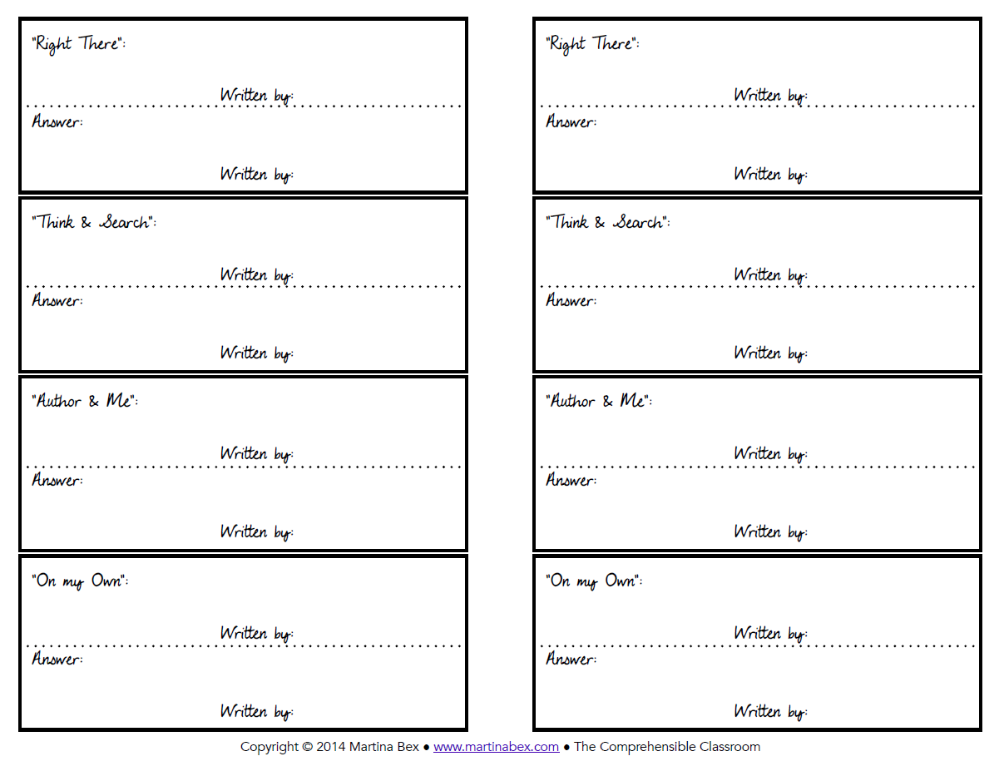 "Right There":
Written by:
Answer:
Written by:
"Think & Search":
Written by:
Answer:
Written by:
"Author & Me":
Written by:
Answer:
Written by:
"On my Own":
Written by:
Answer:
Written by:
"Right There":
Written by:
Answer:
Written by:
"Think & Search":
Written by:
Answer:
Written by:
"Author & Me":
Written by:
Answer:
Written by:
"On my Own":
Written by:
Answer:
Written by:
Copyright © 2014 Martina Bex ● www.martinabex.com ● The Comprehensible Classroom